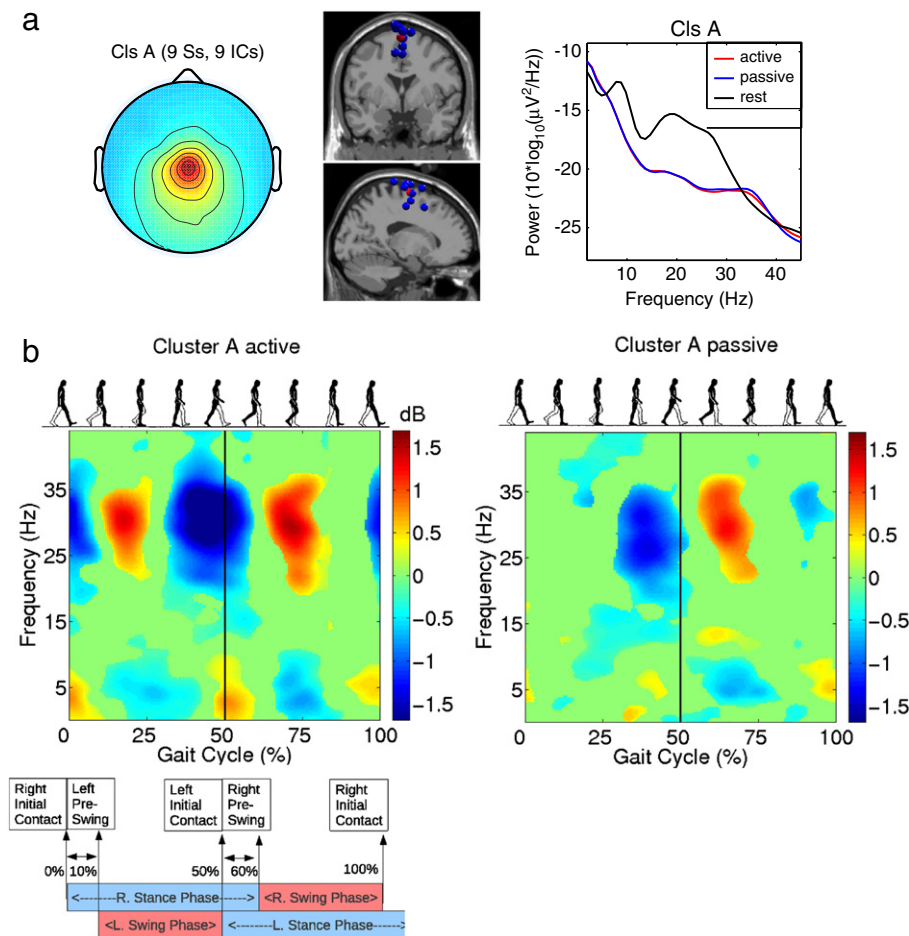 a
Cls A (9 Ss, 9 ICs)
Cls A
active
passive
rest
Power (10*log10(μV²/Hz)
-10
-15
-20
-25
10 20 30 40
Frequency (Hz)
b
Cluster A active
Cluster A passive
dB
Frequency (Hz)
45
35
25
15
5
0 25 50 75 100
Gait Cycle (%)
1.5
1
0.5
0
−0.5
−1
−1.5
Frequency (Hz)
45
35
25
15
5
0 25 50 75 100
Gait Cycle (%)
1.5
1
0.5
0
−0.5
−1
−1.5
Right
Initial
Contact
Left
Pre-
Swing
Left
Initial
Contact
Right
Pre-
Swing
Right
Initial
Contact
0% 10% 50% 60% 100%
<------R. Stance Phase------>
<R. Swing Phase>
<L. Swing Phase>
<--------L. Stance Phase------>